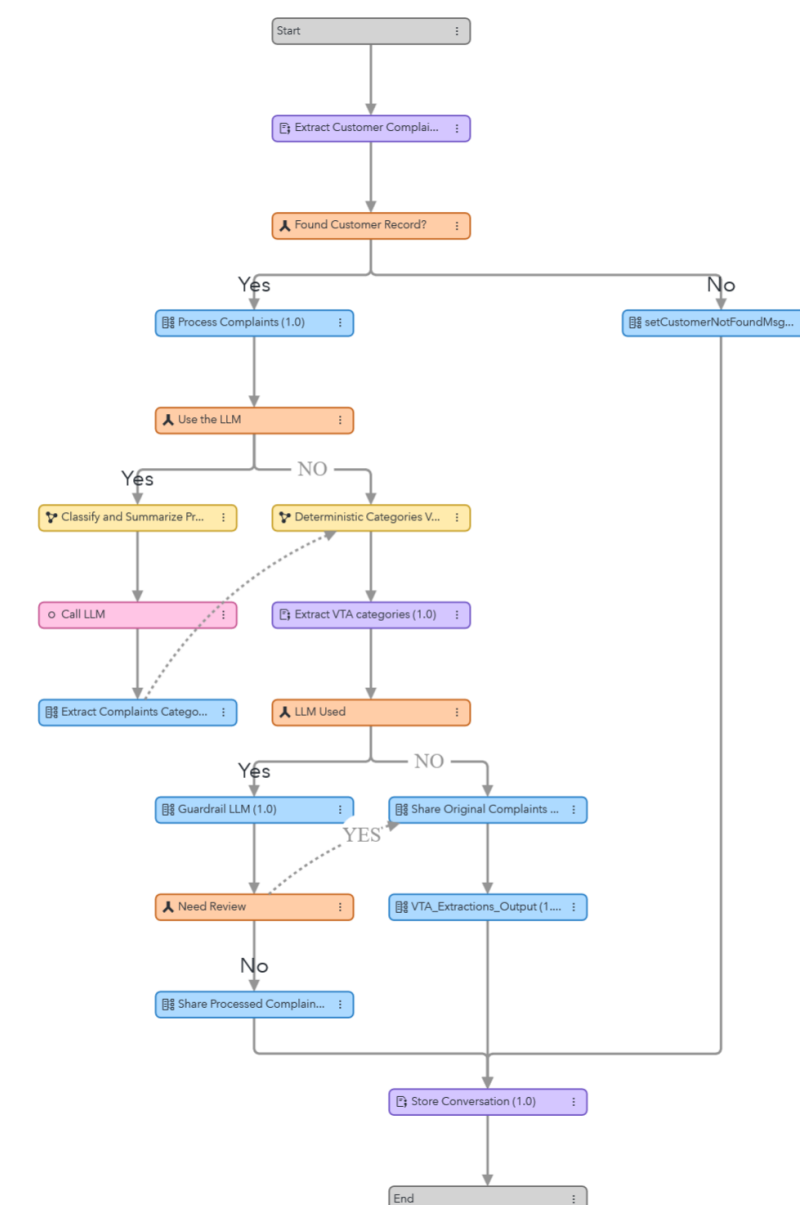 Start
Extract Customer Complai...
Found Customer Record?
Yes
No
Process Complaints (1.0)
setCustomerNotFoundMsg...
Use the LLM
Yes
NO
Classify and Summarize Pr...
Deterministic Categories V...
Call LLM
Extract VTA categories (1.0)
Extract Complaints Catego...
LLM Used
Yes
NO
Guardrail LLM (1.0)
Share Original Complaints ...
YES
Need Review
VTA_Extractions_Output (1....
No
Share Processed Complain...
Store Conversation (1.0)
End